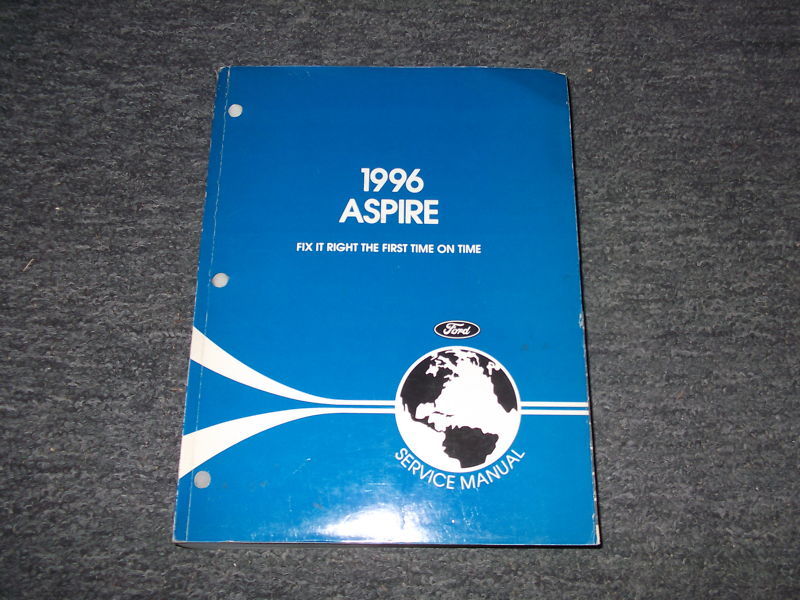 1996
ASPIRE
FIX IT RIGHT THE FIRST TIME ON TIME
Ford
SERVICE MANUAL